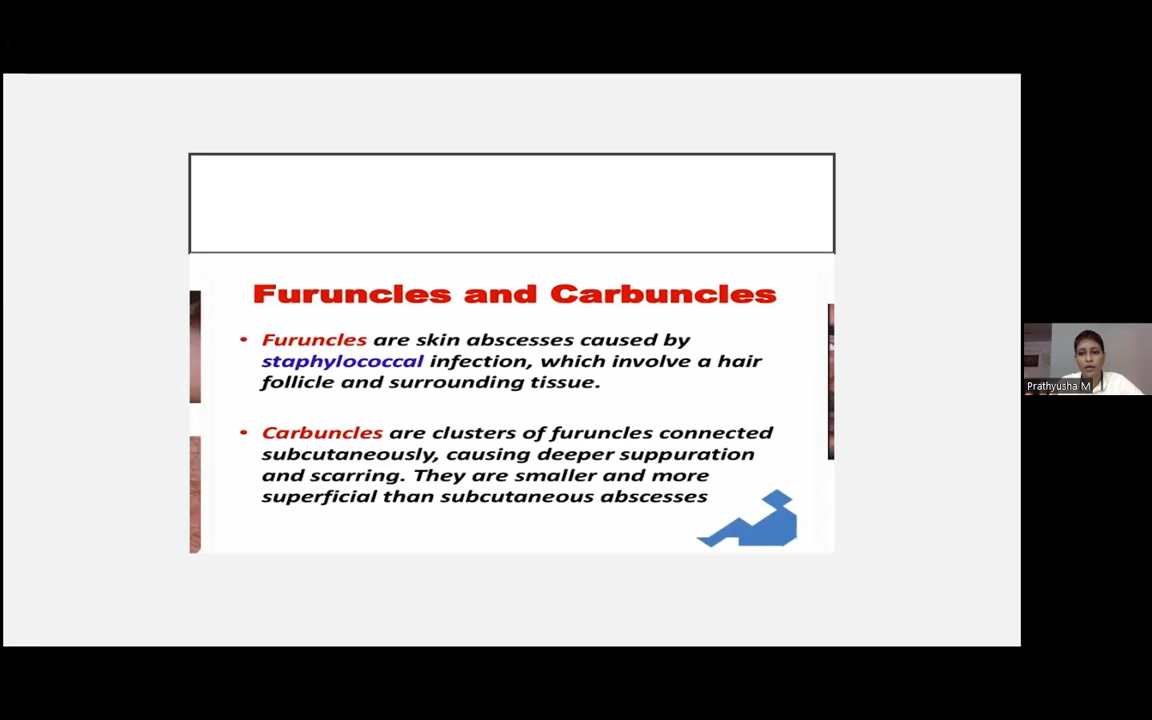 Furuncles and Carbuncles
• Furuncles are skin abscesses caused by
staphylococcal infection, which involve a hair
follicle and surrounding tissue.
• Carbuncles are clusters of furuncles connected
subcutaneously, causing deeper suppuration
and scarring. They are smaller and more
superficial than subcutaneous abscesses
Prathyusha M